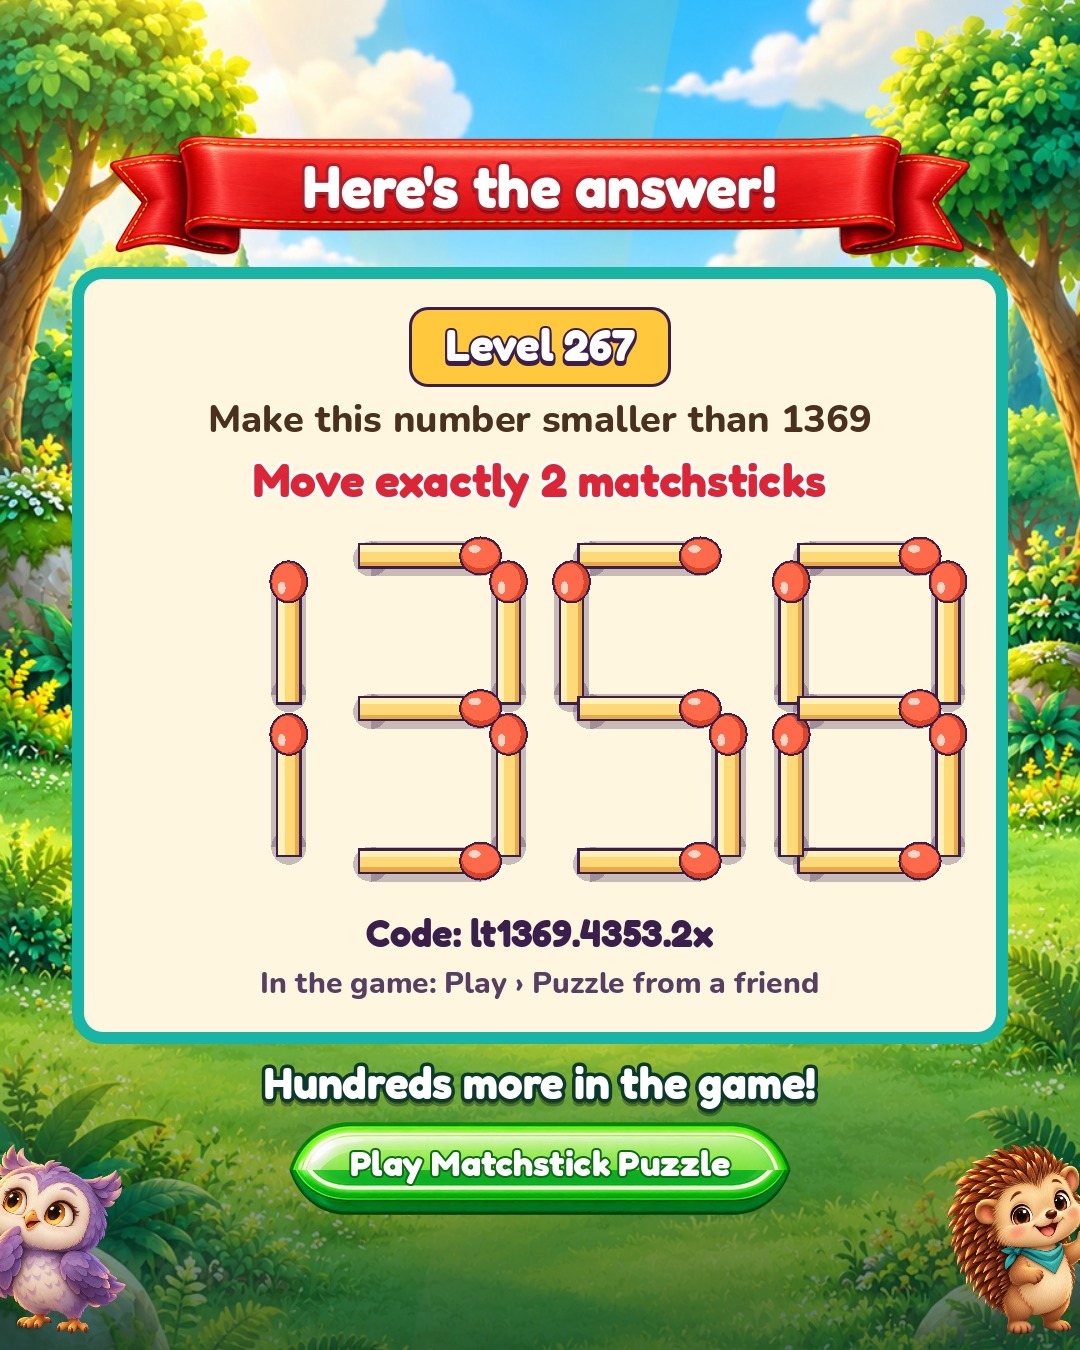 Here's the answer!
Level 267
Make this number smaller than 1369
Move exactly 2 matchsticks
1358
Code: lt1369.4353.2x
In the game: Play › Puzzle from a friend
Hundreds more in the game!
Play Matchstick Puzzle